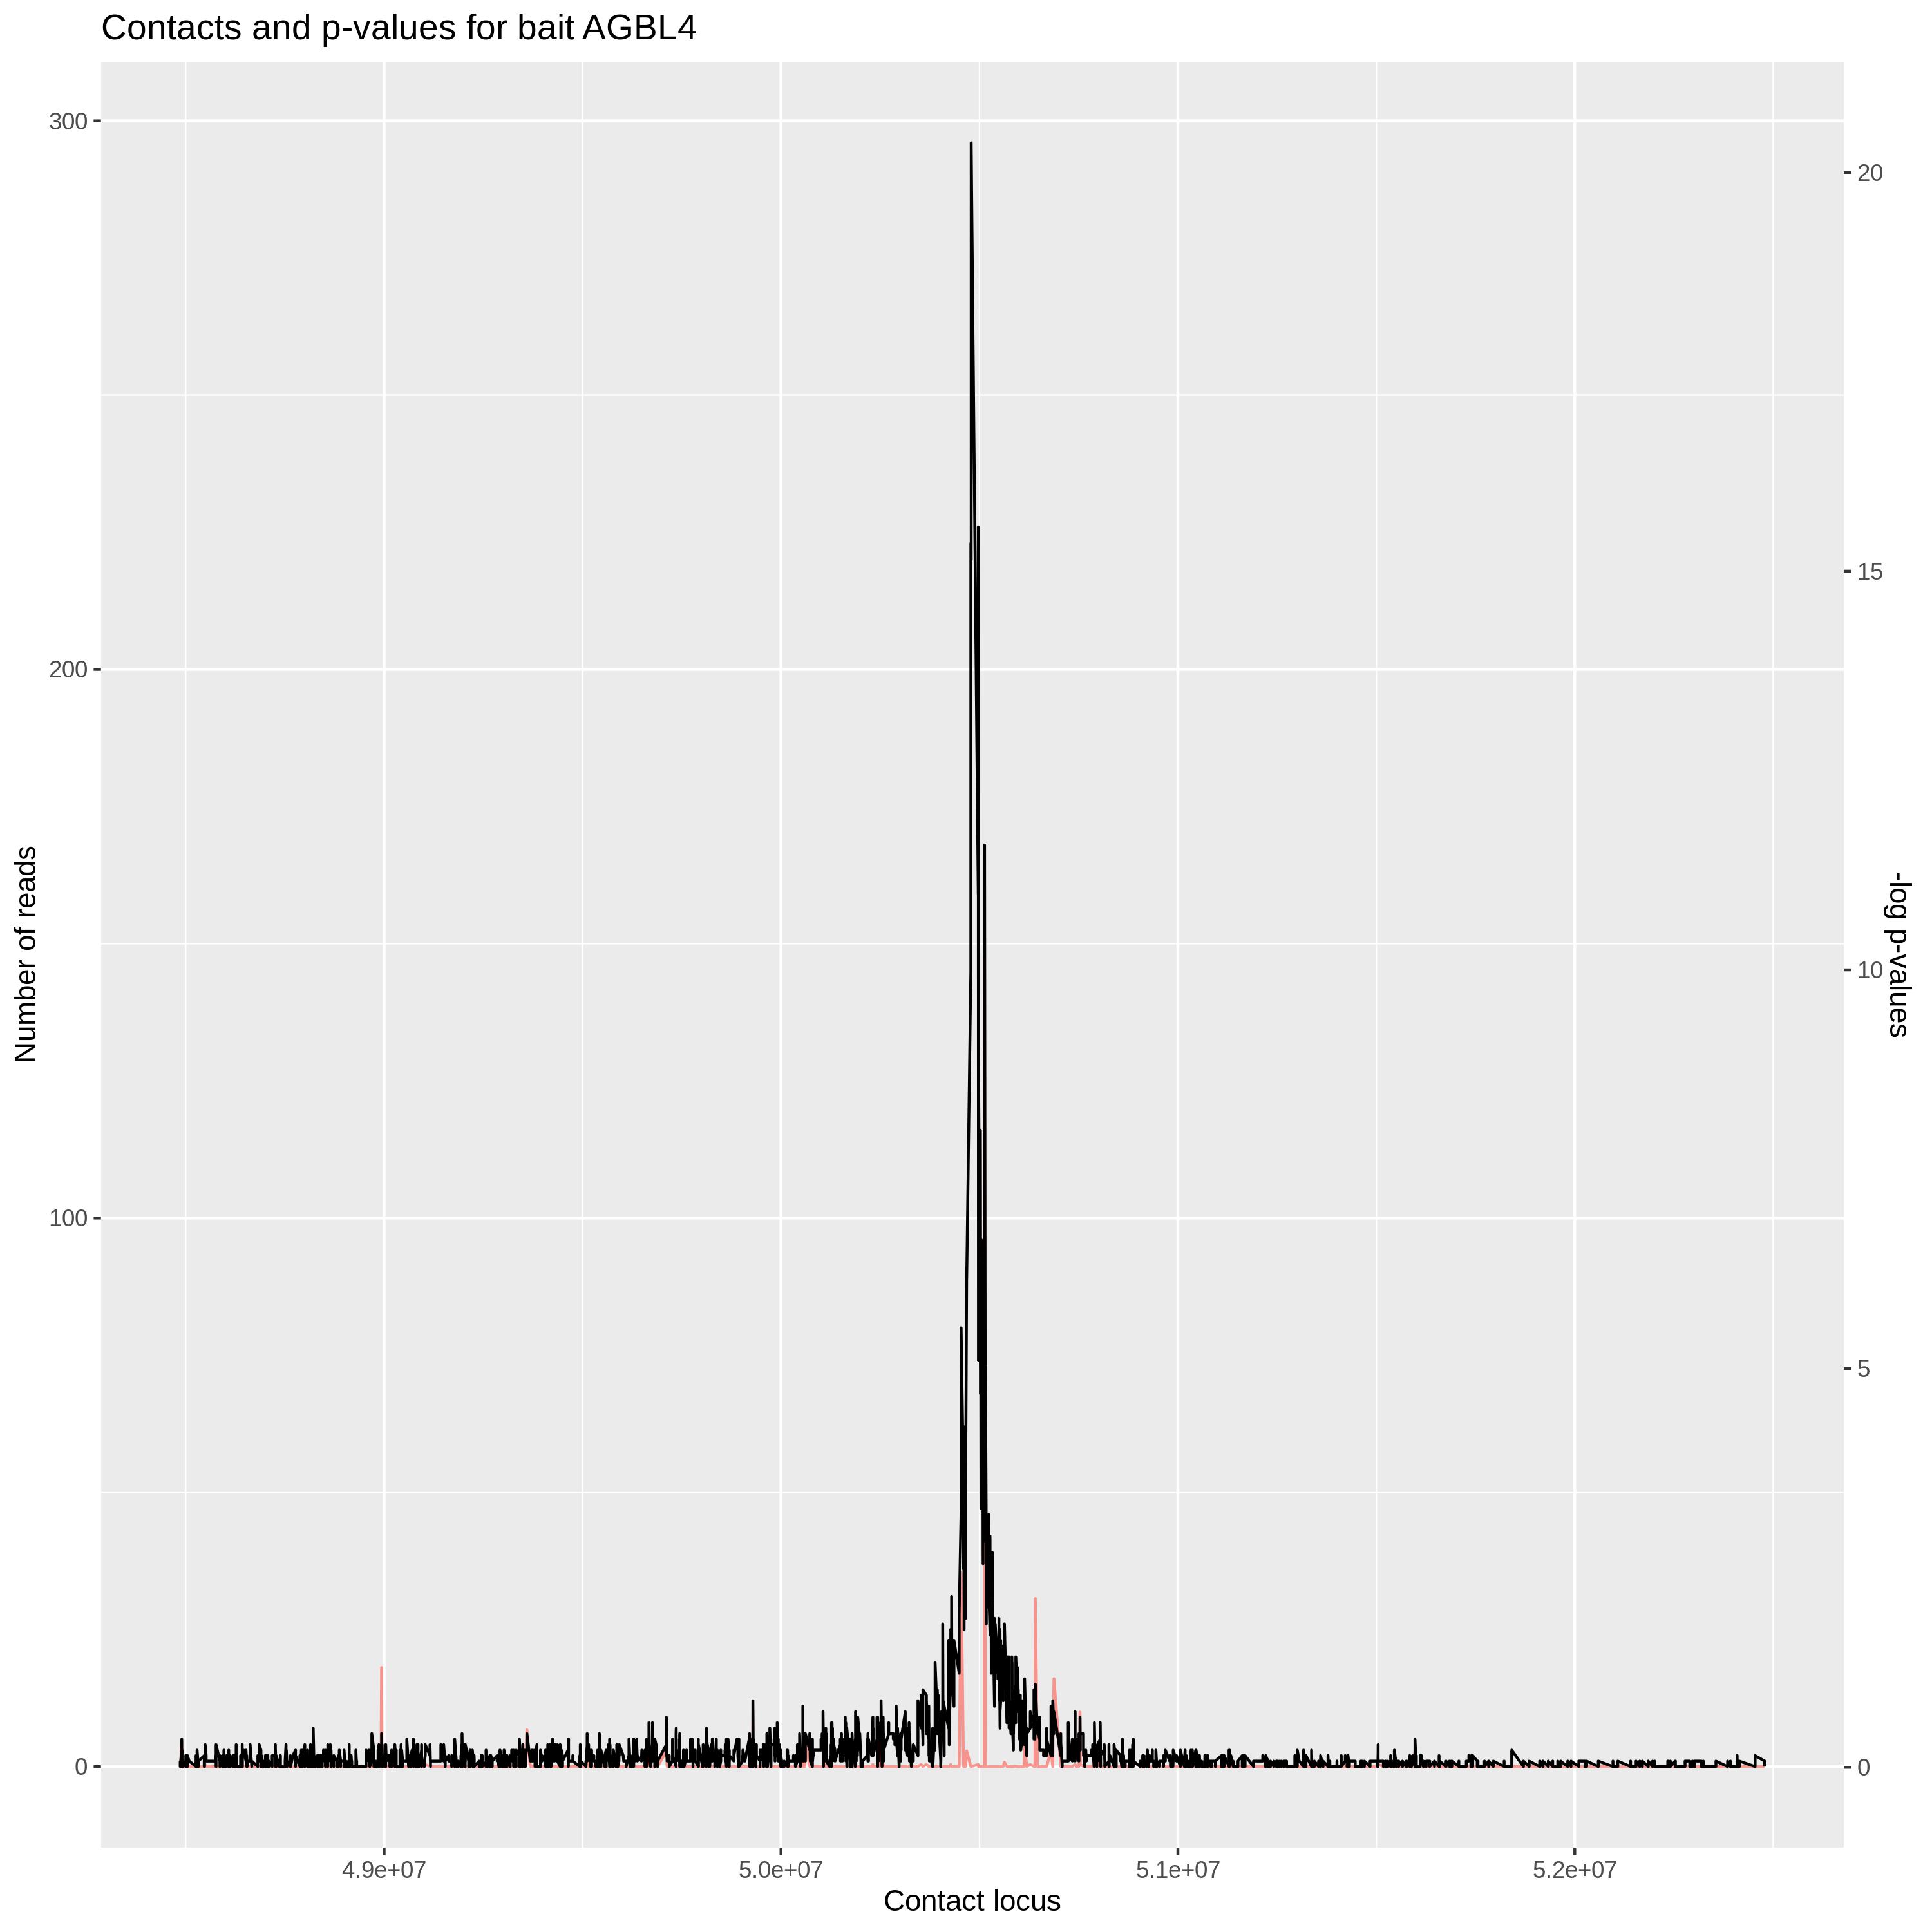 Contacts and p-values for bait AGBL4
300
200
100
0
Number of reads
20
15
10
5
0
-log p-values
4.9e+07
5.0e+07
5.1e+07
5.2e+07
Contact locus